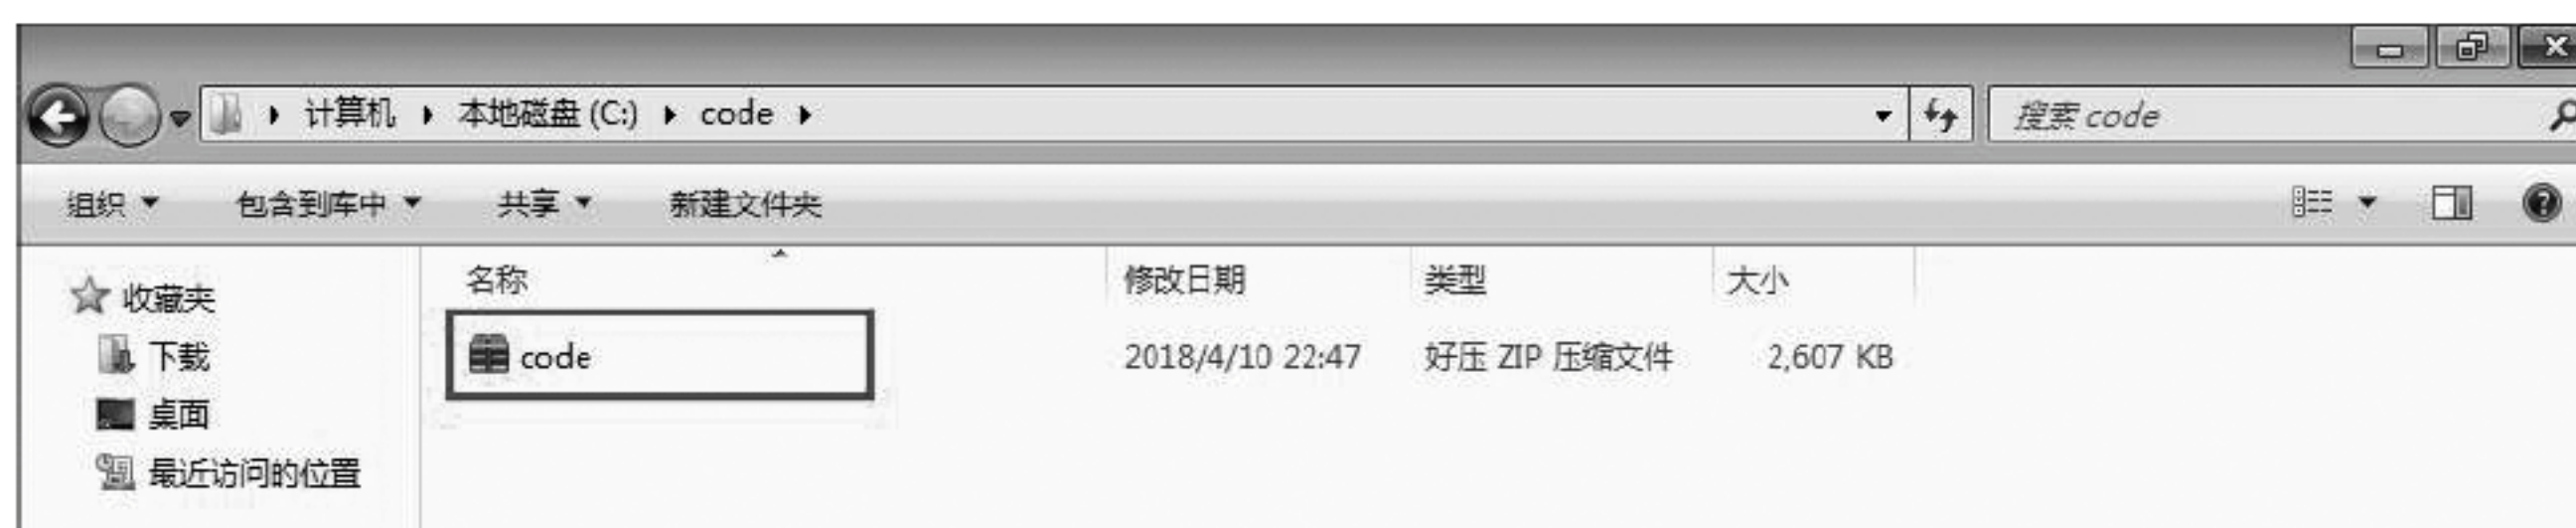 计算机 本地磁盘 (C:) code 搜索 code
组织 包含到库中 共享 新建文件夹
名称 修改日期 类型 大小
收藏夹
code 2018/4/10 22:47 好压 ZIP 压缩文件 2,607 KB
下载
桌面
最近访问的位置